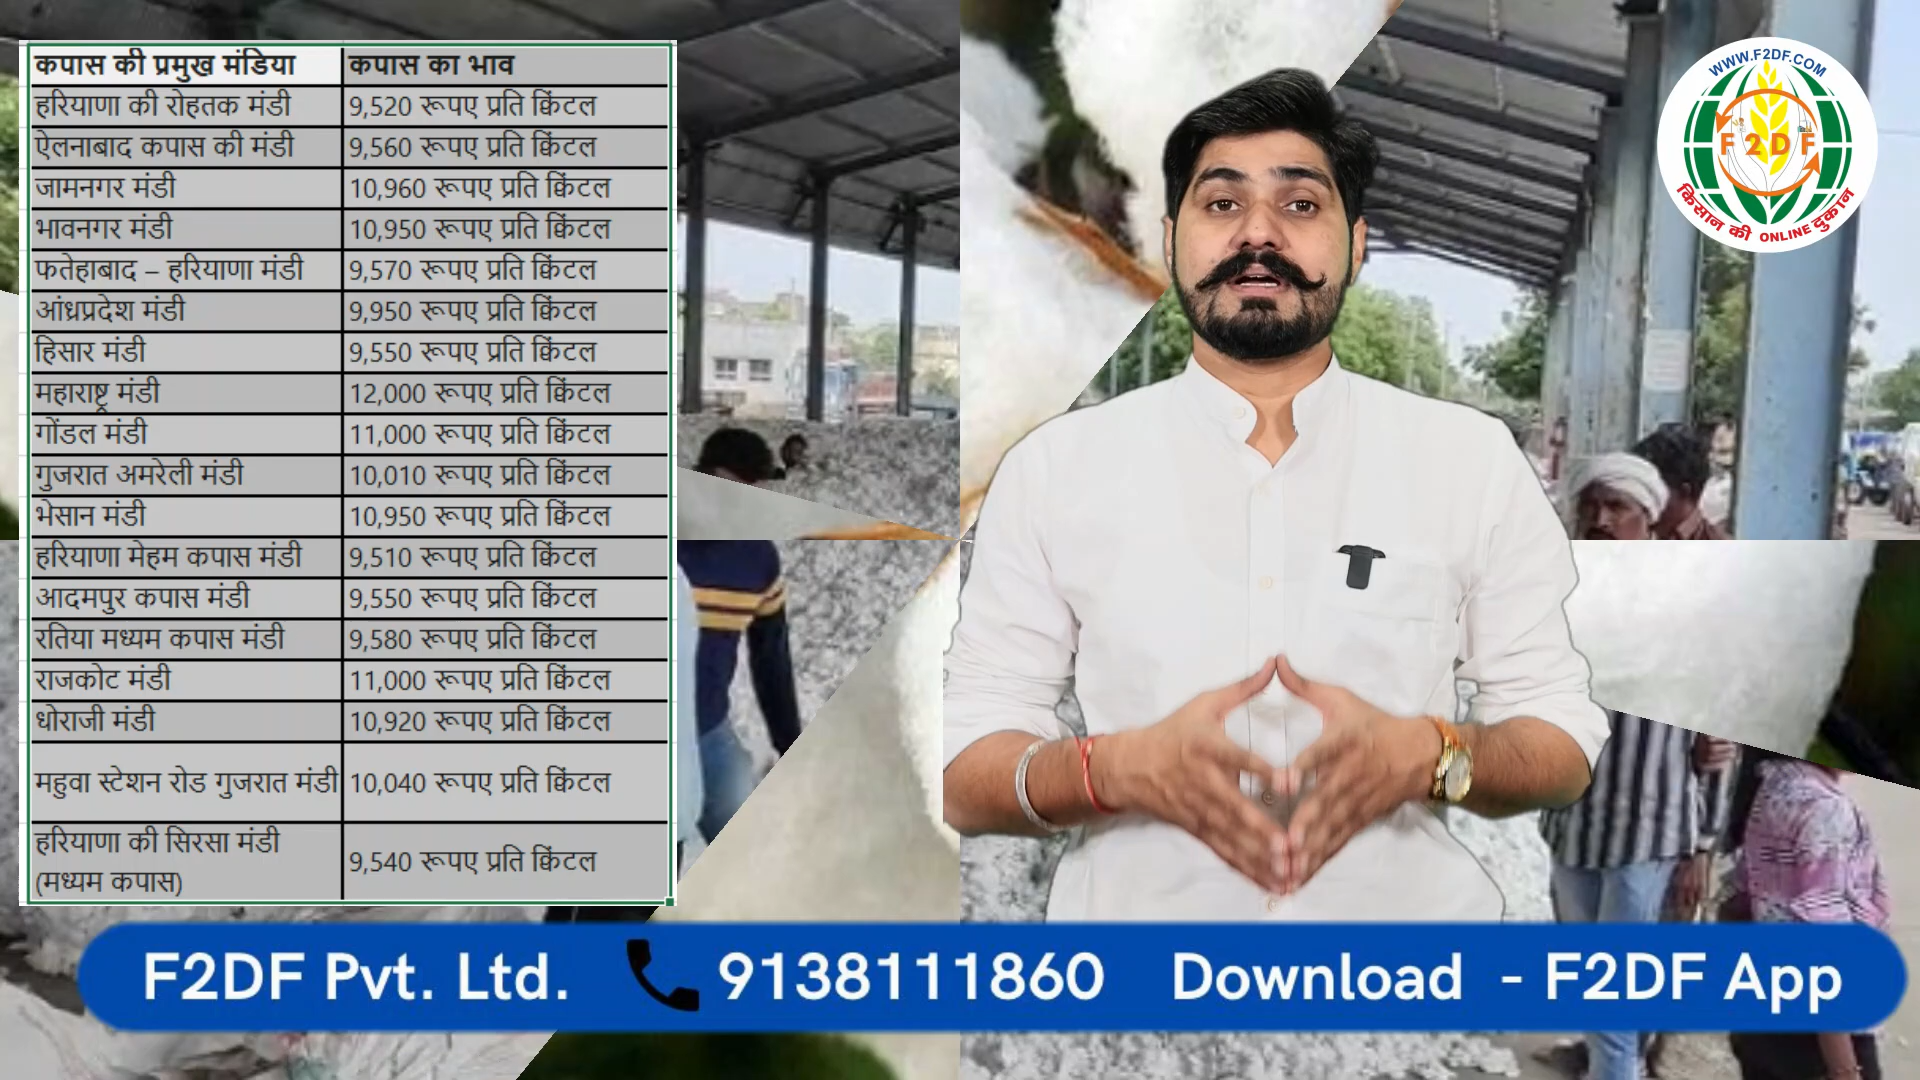 कपास की प्रमुख मंडिया कपास का भाव
हरियाणा की रोहतक मंडी 9,520 रूपए प्रति क्विंटल
ऐलनाबाद कपास की मंडी 9,560 रूपए प्रति क्विंटल
जामनगर मंडी 10,960 रूपए प्रति क्विंटल
भावनगर मंडी 10,950 रूपए प्रति क्विंटल
फतेहाबाद – हरियाणा मंडी 9,570 रूपए प्रति क्विंटल
आंध्रप्रदेश मंडी 9,950 रूपए प्रति क्विंटल
हिसार मंडी 9,550 रूपए प्रति क्विंटल
महाराष्ट्र मंडी 12,000 रूपए प्रति क्विंटल
गोंडल मंडी 11,000 रूपए प्रति क्विंटल
गुजरात अमरेली मंडी 10,010 रूपए प्रति क्विंटल
भेसान मंडी 10,950 रूपए प्रति क्विंटल
हरियाणा मेहम कपास मंडी 9,510 रूपए प्रति क्विंटल
आदमपुर कपास मंडी 9,550 रूपए प्रति क्विंटल
रतिया मध्यम कपास मंडी 9,580 रूपए प्रति क्विंटल
राजकोट मंडी 11,000 रूपए प्रति क्विंटल
धोराजी मंडी 10,920 रूपए प्रति क्विंटल
महुवा स्टेशन रोड गुजरात मंडी 10,040 रूपए प्रति क्विंटल
हरियाणा की सिरसा मंडी
(मध्यम कपास) 9,540 रूपए प्रति क्विंटल
WWW.F2DF.COM
F2DF
किसान की ONLINE दुकान
F2DF Pvt. Ltd. 9138111860 Download - F2DF App